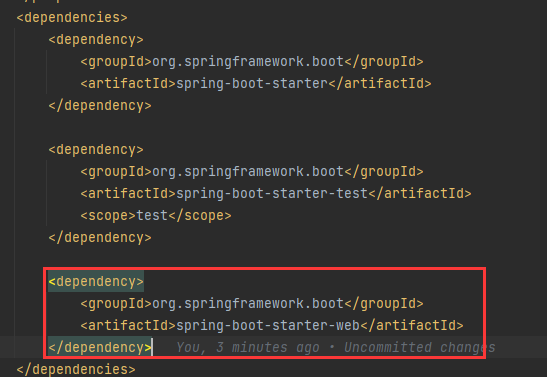 <dependencies>
<dependency>
<groupId>org.springframework.boot</groupId>
<artifactId>spring-boot-starter</artifactId>
</dependency>
<dependency>
<groupId>org.springframework.boot</groupId>
<artifactId>spring-boot-starter-test</artifactId>
<scope>test</scope>
</dependency>
<dependency>
<groupId>org.springframework.boot</groupId>
<artifactId>spring-boot-starter-web</artifactId>
</dependency> You, 3 minutes ago • Uncommitted changes
</dependencies>